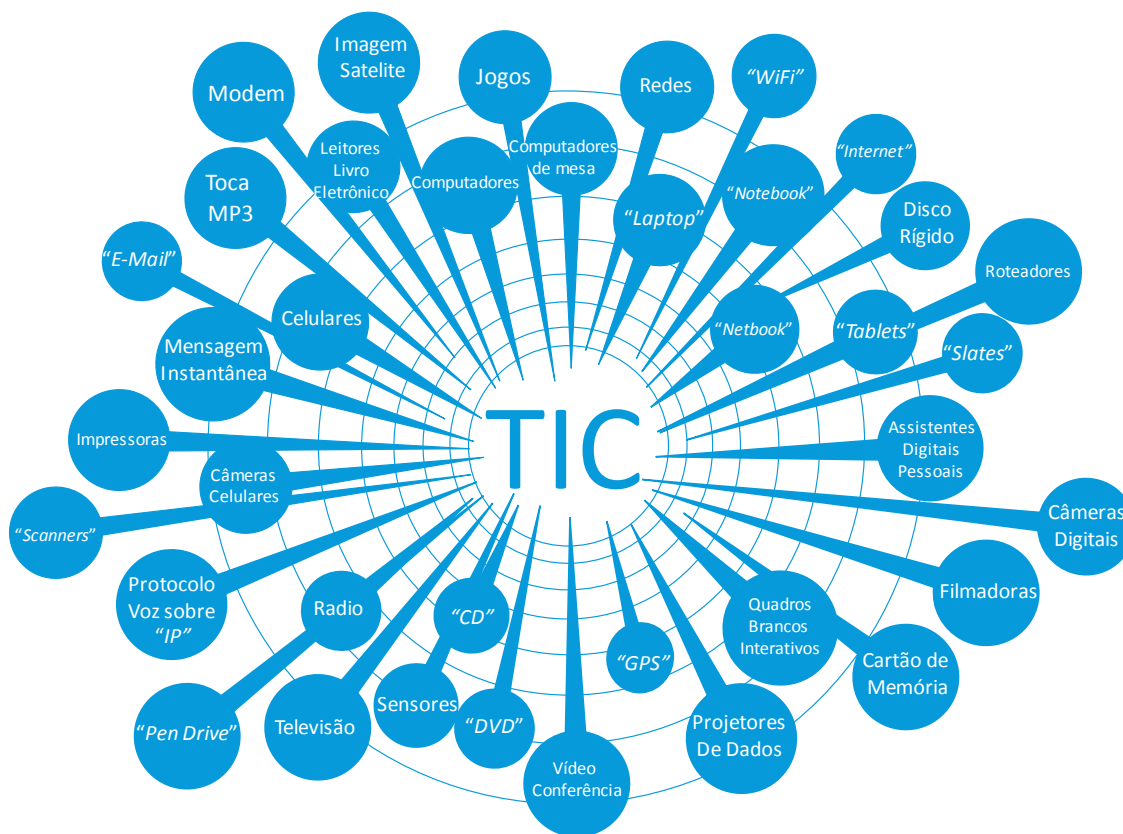 Imagem
Satelite
Jogos
Redes
“WiFi”
Modem
Leitores
Livro
Eletrônico
Computadores
Computadores
de mesa
“Laptop”
“Notebook”
“Internet”
Toca
MP3
Disco
Rígido
“E-Mail”
Roteadores
Celulares
“Netbook”
“Tablets”
“Slates”
Mensagem
Instantânea
TIC
Impressoras
Assistentes
Digitais
Pessoais
Câmeras
Celulares
“Scanners”
Câmeras
Digitais
Protocolo
Voz sobre
“IP”
Radio
“CD”
“GPS”
Quadros
Brancos
Interativos
Filmadoras
Cartão de
Memória
“Pen Drive”
Televisão
Sensores
“DVD”
Projetores
De Dados
Vídeo
Conferência